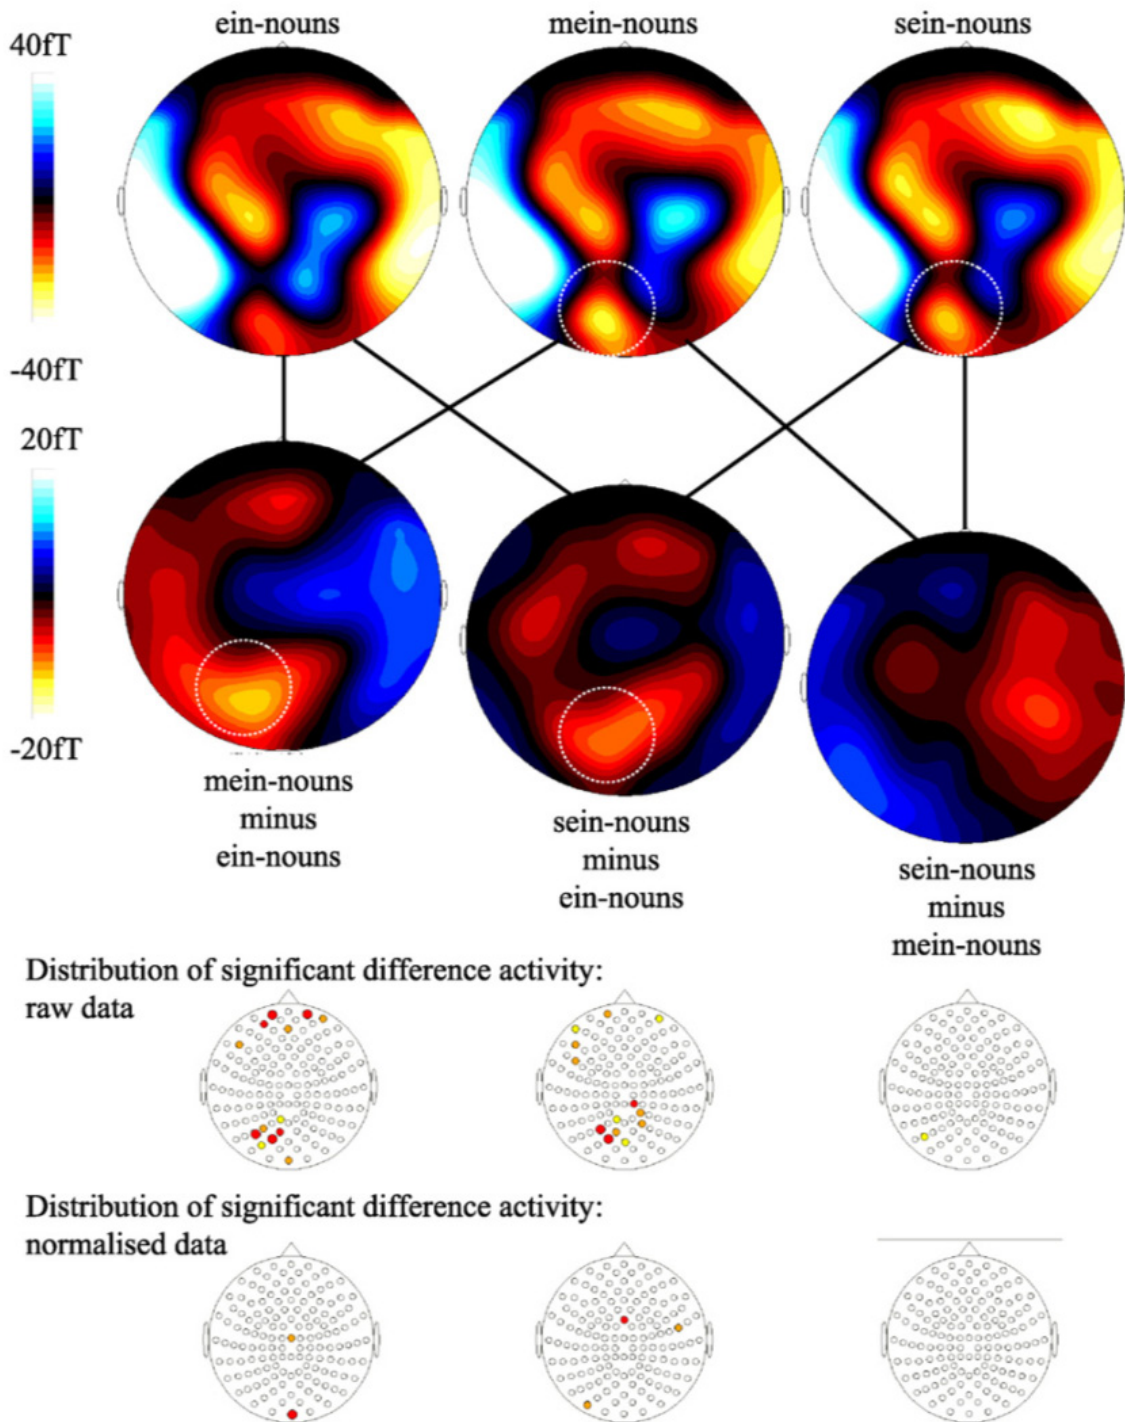 ein-nouns
mein-nouns
sein-nouns
40fT
-40fT
20fT
-20fT
mein-nouns
minus
ein-nouns
sein-nouns
minus
ein-nouns
sein-nouns
minus
mein-nouns
Distribution of significant difference activity:
raw data
Distribution of significant difference activity:
normalised data